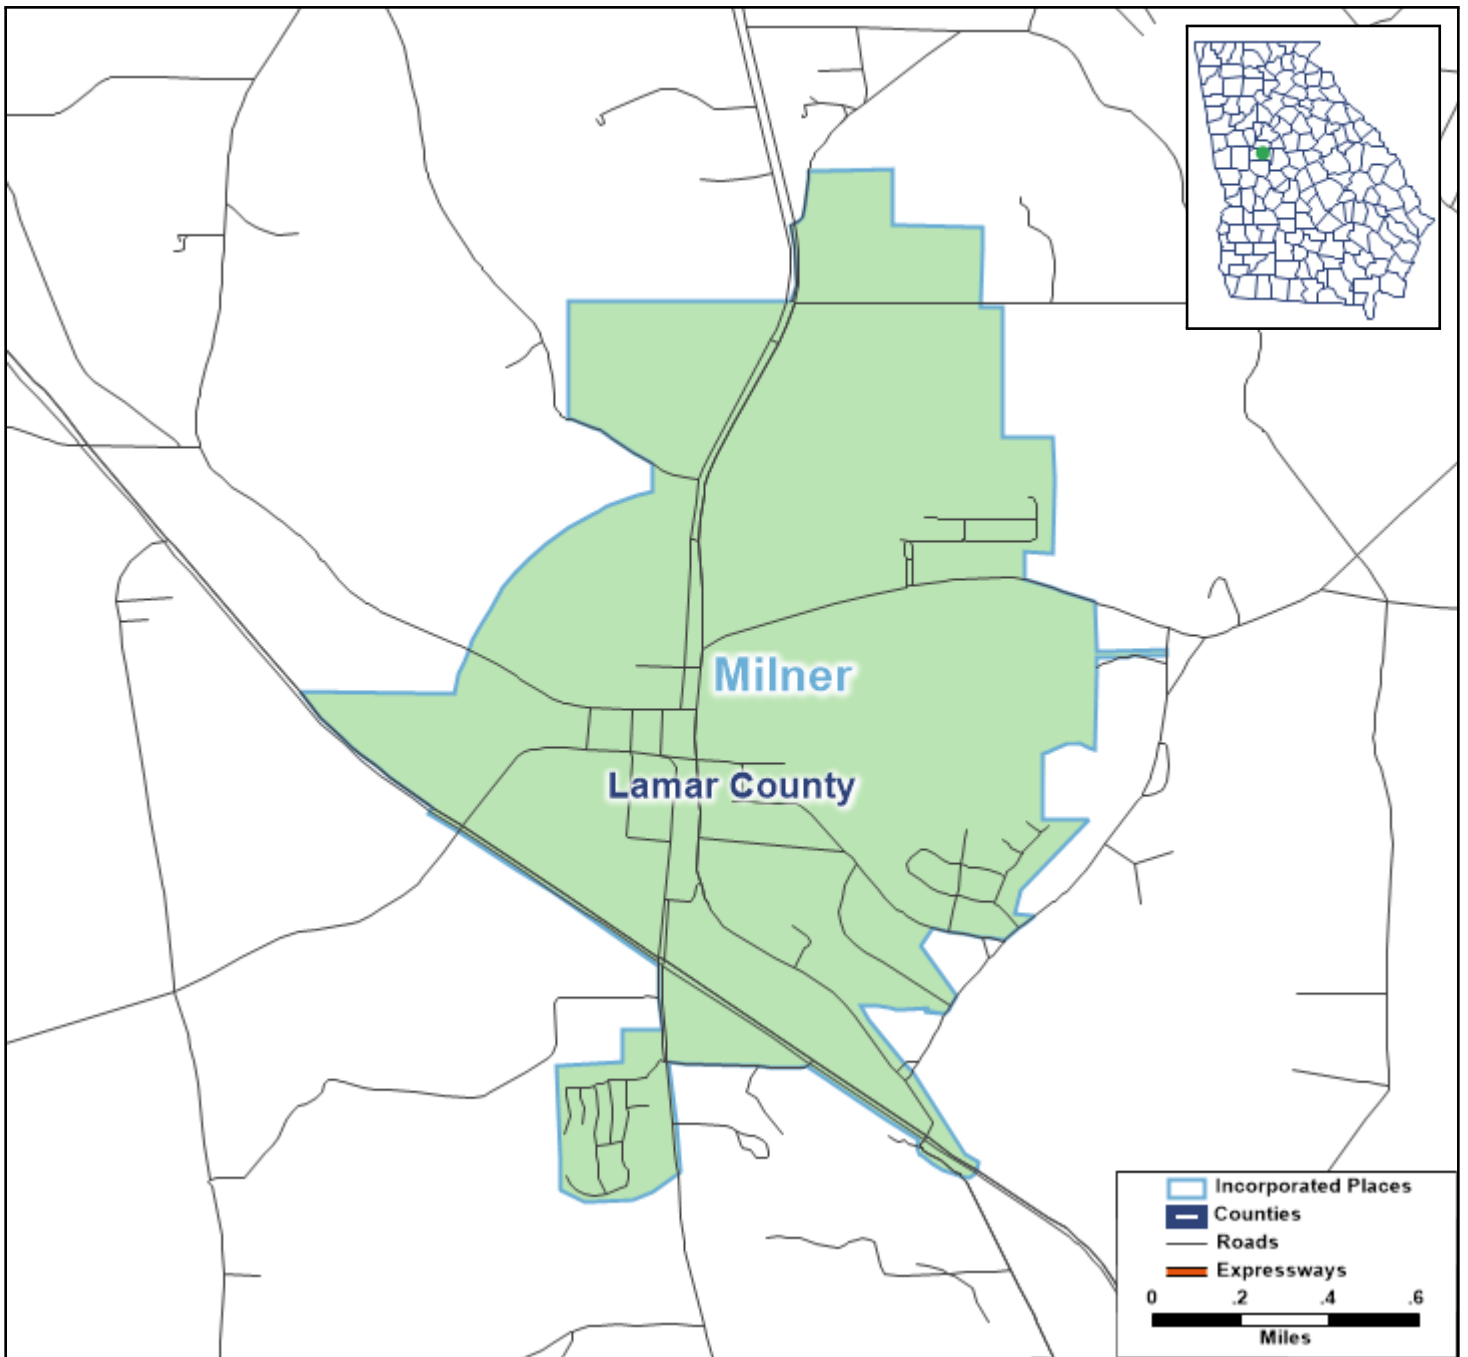 Milner
Lamar County
Incorporated Places
Counties
Roads
Expressways
0 .2 .4 .6
Miles